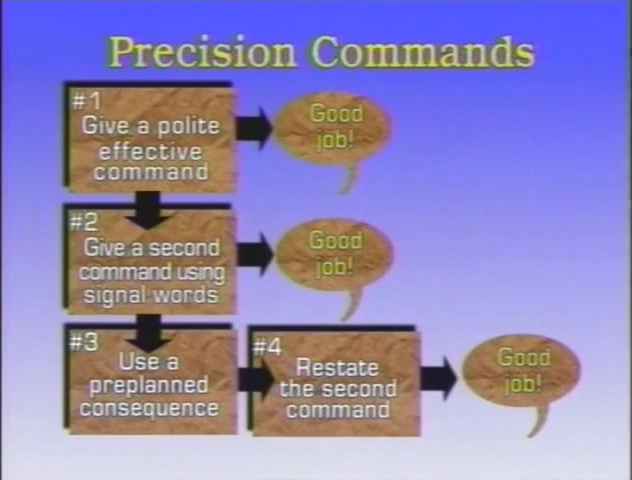 Precision Commands
#1
Give a polite
effective
command
Good
job!
#2
Give a second
command using
signal words
Good
job!
#3
Use a
preplanned
consequence
#4
Restate
the second
command
Good
job!